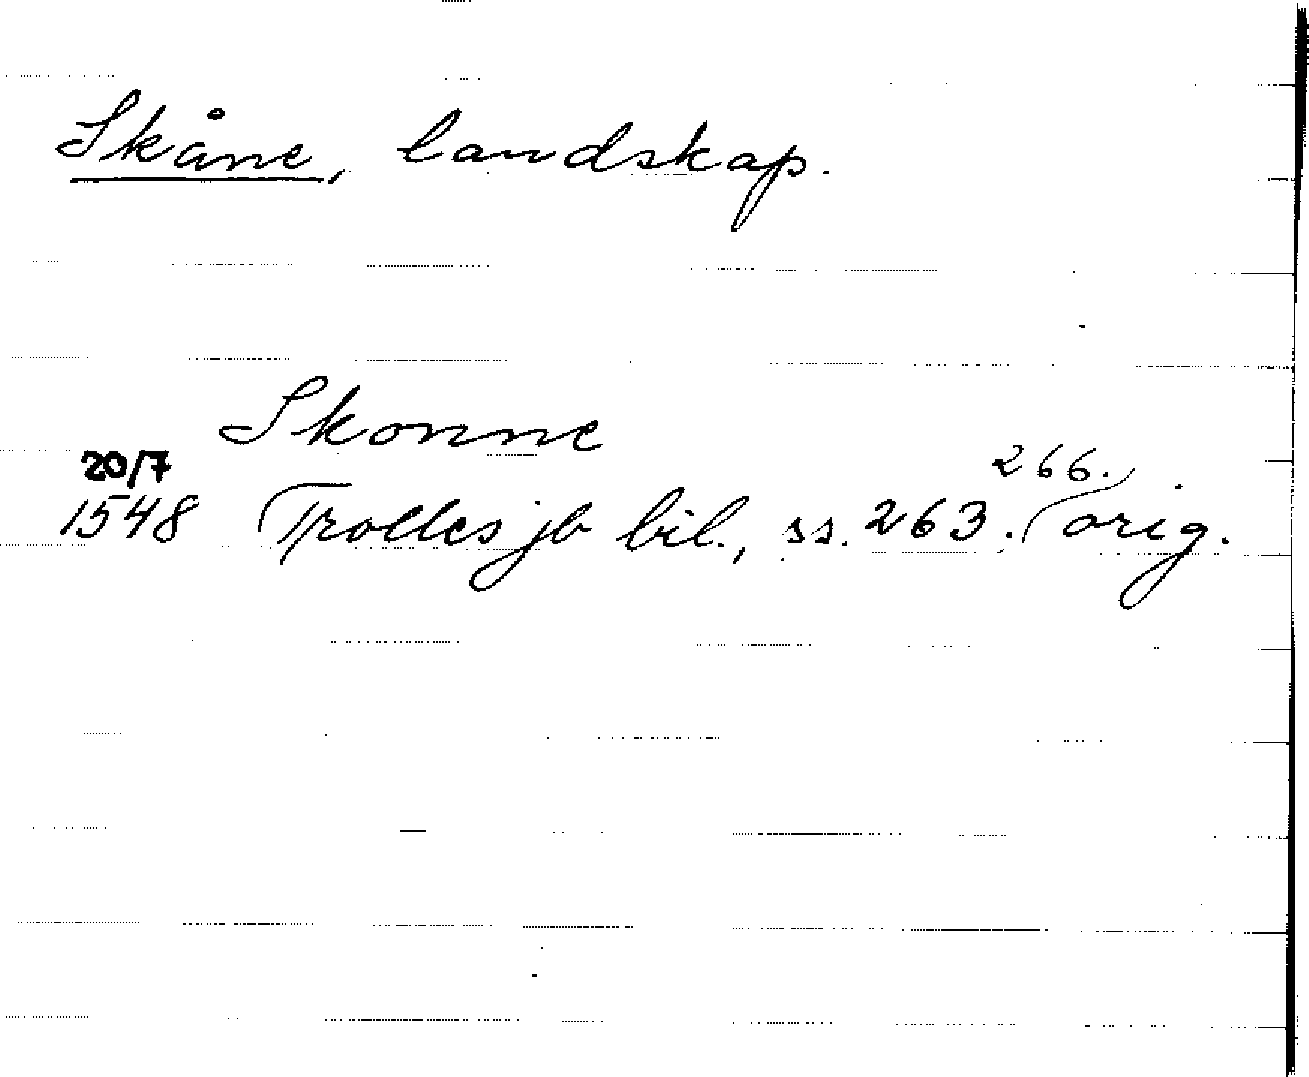 Skåne, landskap.
Skonne
20/7
1548 Trolles jb bil., ss. 263. 266. orig.